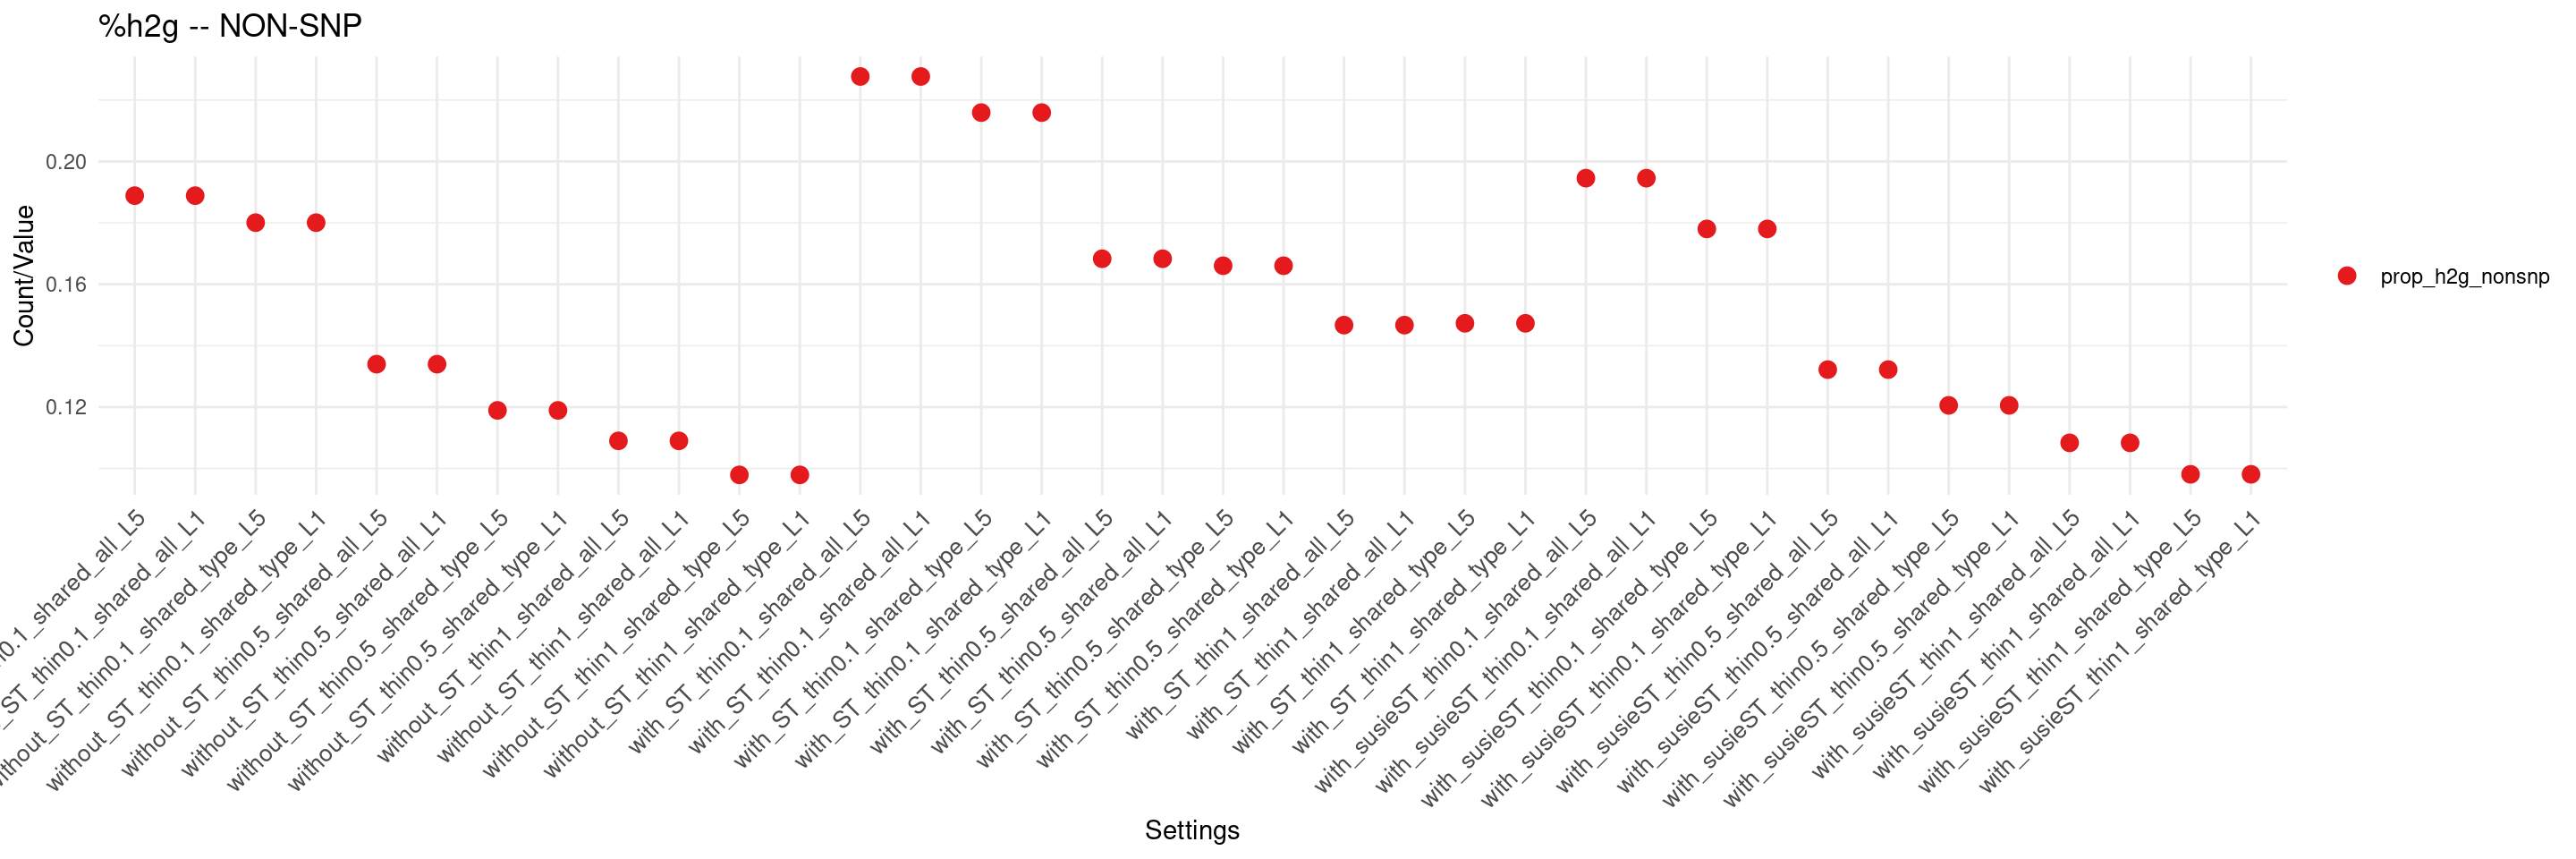 %h2g -- NON-SNP
Count/Value
0.20
0.16
0.12
n0.1_shared_all_L5
_ST_thin0.1_shared_all_L1
without_ST_thin0.1_shared_type_L5
without_ST_thin0.1_shared_type_L1
without_ST_thin0.5_shared_all_L5
without_ST_thin0.5_shared_all_L1
without_ST_thin0.5_shared_type_L5
without_ST_thin0.5_shared_type_L1
without_ST_thin1_shared_all_L5
without_ST_thin1_shared_all_L1
without_ST_thin1_shared_type_L5
without_ST_thin1_shared_type_L1
with_ST_thin0.1_shared_all_L5
with_ST_thin0.1_shared_all_L1
with_ST_thin0.1_shared_type_L5
with_ST_thin0.1_shared_type_L1
with_ST_thin0.5_shared_all_L5
with_ST_thin0.5_shared_all_L1
with_ST_thin0.5_shared_type_L5
with_ST_thin0.5_shared_type_L1
with_ST_thin1_shared_all_L5
with_ST_thin1_shared_all_L1
with_ST_thin1_shared_type_L5
with_ST_thin1_shared_type_L1
with_susieST_thin0.1_shared_all_L5
with_susieST_thin0.1_shared_all_L1
with_susieST_thin0.1_shared_type_L5
with_susieST_thin0.1_shared_type_L1
with_susieST_thin0.5_shared_all_L5
with_susieST_thin0.5_shared_all_L1
with_susieST_thin0.5_shared_type_L5
with_susieST_thin0.5_shared_type_L1
with_susieST_thin1_shared_all_L5
with_susieST_thin1_shared_all_L1
with_susieST_thin1_shared_type_L5
with_susieST_thin1_shared_type_L1
Settings
prop_h2g_nonsnp